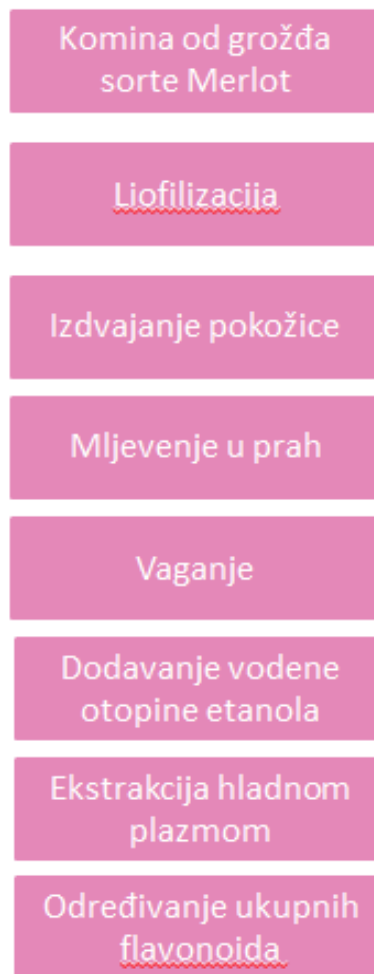 Komina od grožđa
sorte Merlot
Liofilizacija
Izdvajanje pokožice
Mljevenje u prah
Vaganje
Dodavanje vodene
otopine etanola
Ekstrakcija hladnom
plazmom
Određivanje ukupnih
flavonoida